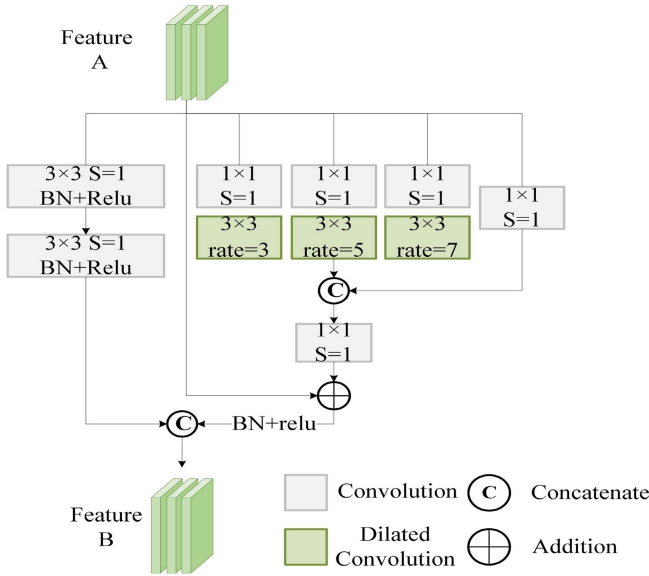 Feature
A
3×3 S=1
BN+Relu
1×1
S=1
1×1
S=1
1×1
S=1
1×1
S=1
3×3
rate=3
3×3
rate=5
3×3
rate=7
3×3 S=1
BN+Relu
C
1×1
S=1
C
BN+relu
Feature
B
Convolution
C
Concatenate
Dilated
Convolution
Addition